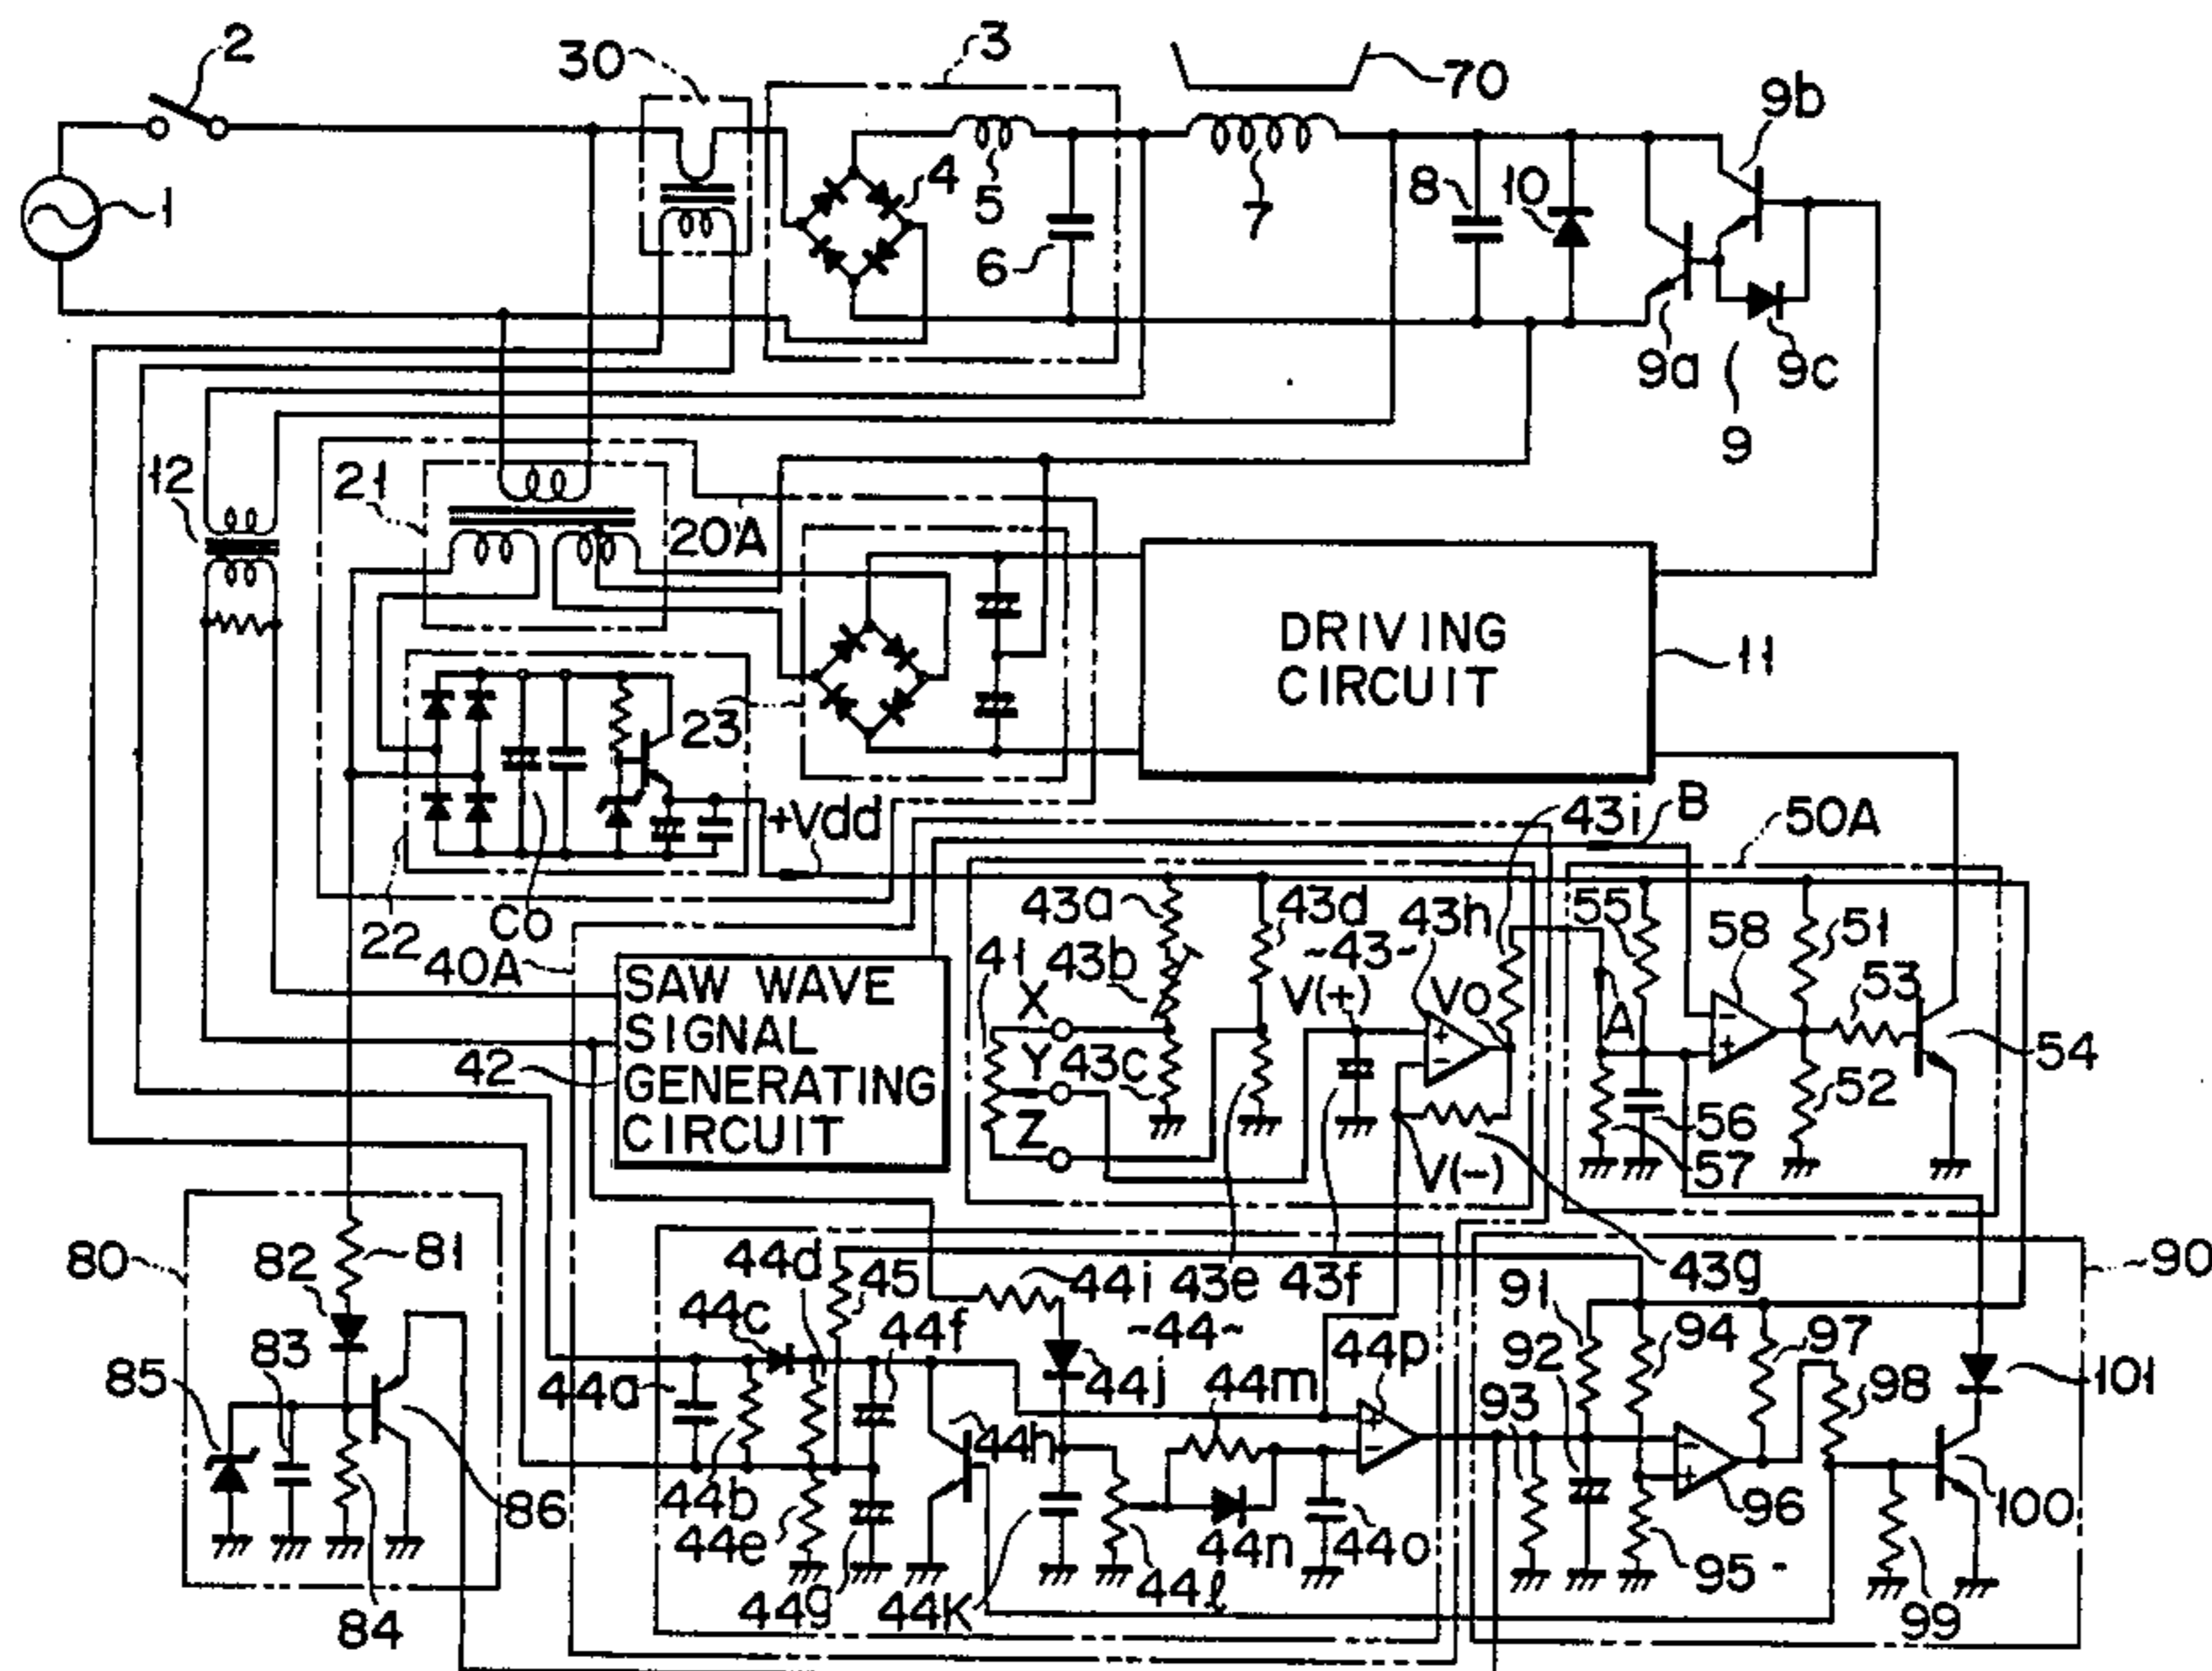 2
30
3
70
9b
1
4
5
6
7
8
10
9a
9c
9
12
21
20A
DRIVING
CIRCUIT
11
23
+Vdd
B
43i
50A
22
Co
40A
43a
43d
43h
55
58
51
41
43b
~43~
V(+)
Vo
53
SAW WAVE
SIGNAL
GENERATING
CIRCUIT
X
Y
Z
43c
A
54
42
52
56
57
V(-)
80
82
81
44d
45
44i
43e
43f
43g
90
44c
44f
~44~
91
94
97
85
83
44a
44j
44m
44p
92
98
101
93
44h
86
44b
44e
44n
44o
96
100
95
84
44g
44K
44l
99